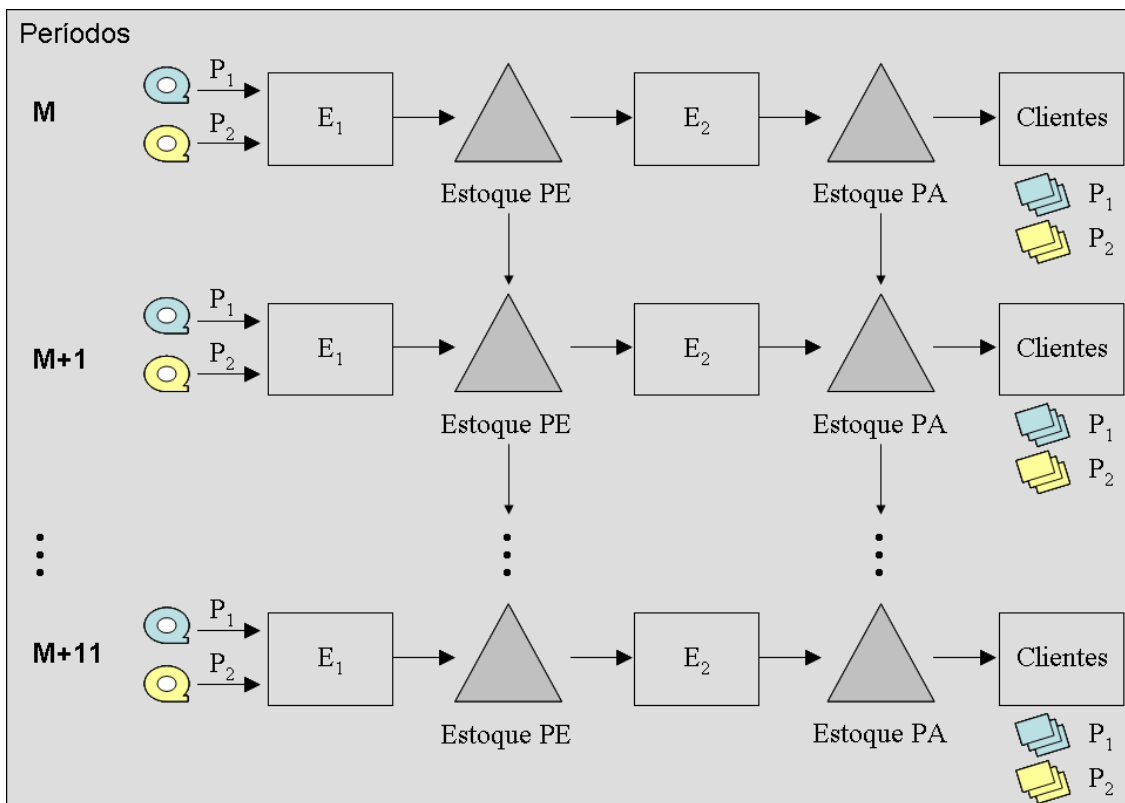 Períodos
M
P₁
P₂
E₁
E₂
Clientes
Estoque PE
Estoque PA
P₁
P₂
M+1
P₁
P₂
E₁
E₂
Clientes
Estoque PE
Estoque PA
P₁
P₂
M+11
P₁
P₂
E₁
E₂
Clientes
Estoque PE
Estoque PA
P₁
P₂